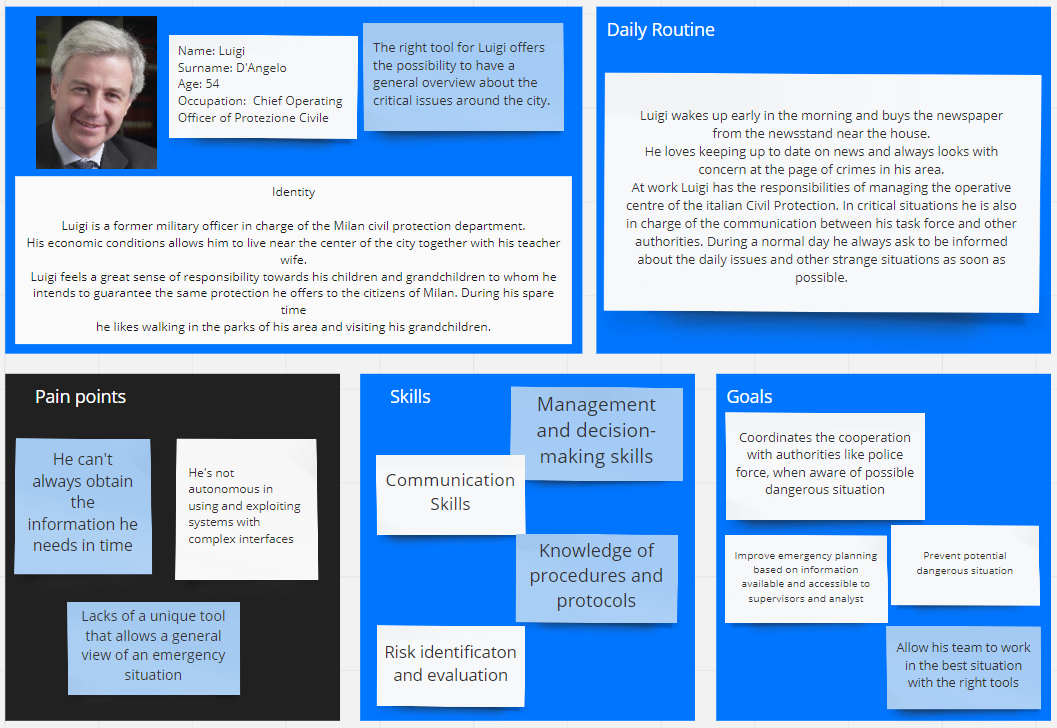 Name: Luigi
Surname: D'Angelo
Age: 54
Occupation: Chief Operating
Officer of Protezione Civile
The right tool for Luigi offers
the possibility to have a
general overview about the
critical issues around the city.
Identity
Luigi is a former military officer in charge of the Milan civil protection department.
His economic conditions allows him to live near the center of the city together with his teacher
wife.
Luigi feels a great sense of responsibility towards his children and grandchildren to whom he
intends to guarantee the same protection he offers to the citizens of Milan. During his spare
time
he likes walking in the parks of his area and visiting his grandchildren.
Daily Routine
Luigi wakes up early in the morning and buys the newspaper
from the newsstand near the house.
He loves keeping up to date on news and always looks with
concern at the page of crimes in his area.
At work Luigi has the responsibilities of managing the operative
centre of the italian Civil Protection. In critical situations he is also
in charge of the communication between his task force and other
authorities. During a normal day he always ask to be informed
about the daily issues and other strange situations as soon as
possible.
Pain points
He can't
always obtain
the
information he
needs in time
He's not
autonomous in
using and exploiting
systems with
complex interfaces
Lacks of a unique tool
that allows a general
view of an emergency
situation
Skills
Management
and decision-
making skills
Communication
Skills
Knowledge of
procedures and
protocols
Risk identificaton
and evaluation
Goals
Coordinates the cooperation
with authorities like police
force, when aware of possible
dangerous situation
Improve emergency planning
based on information
available and accessible to
supervisors and analyst
Prevent potential
dangerous situation
Allow his team to work
in the best situation
with the right tools